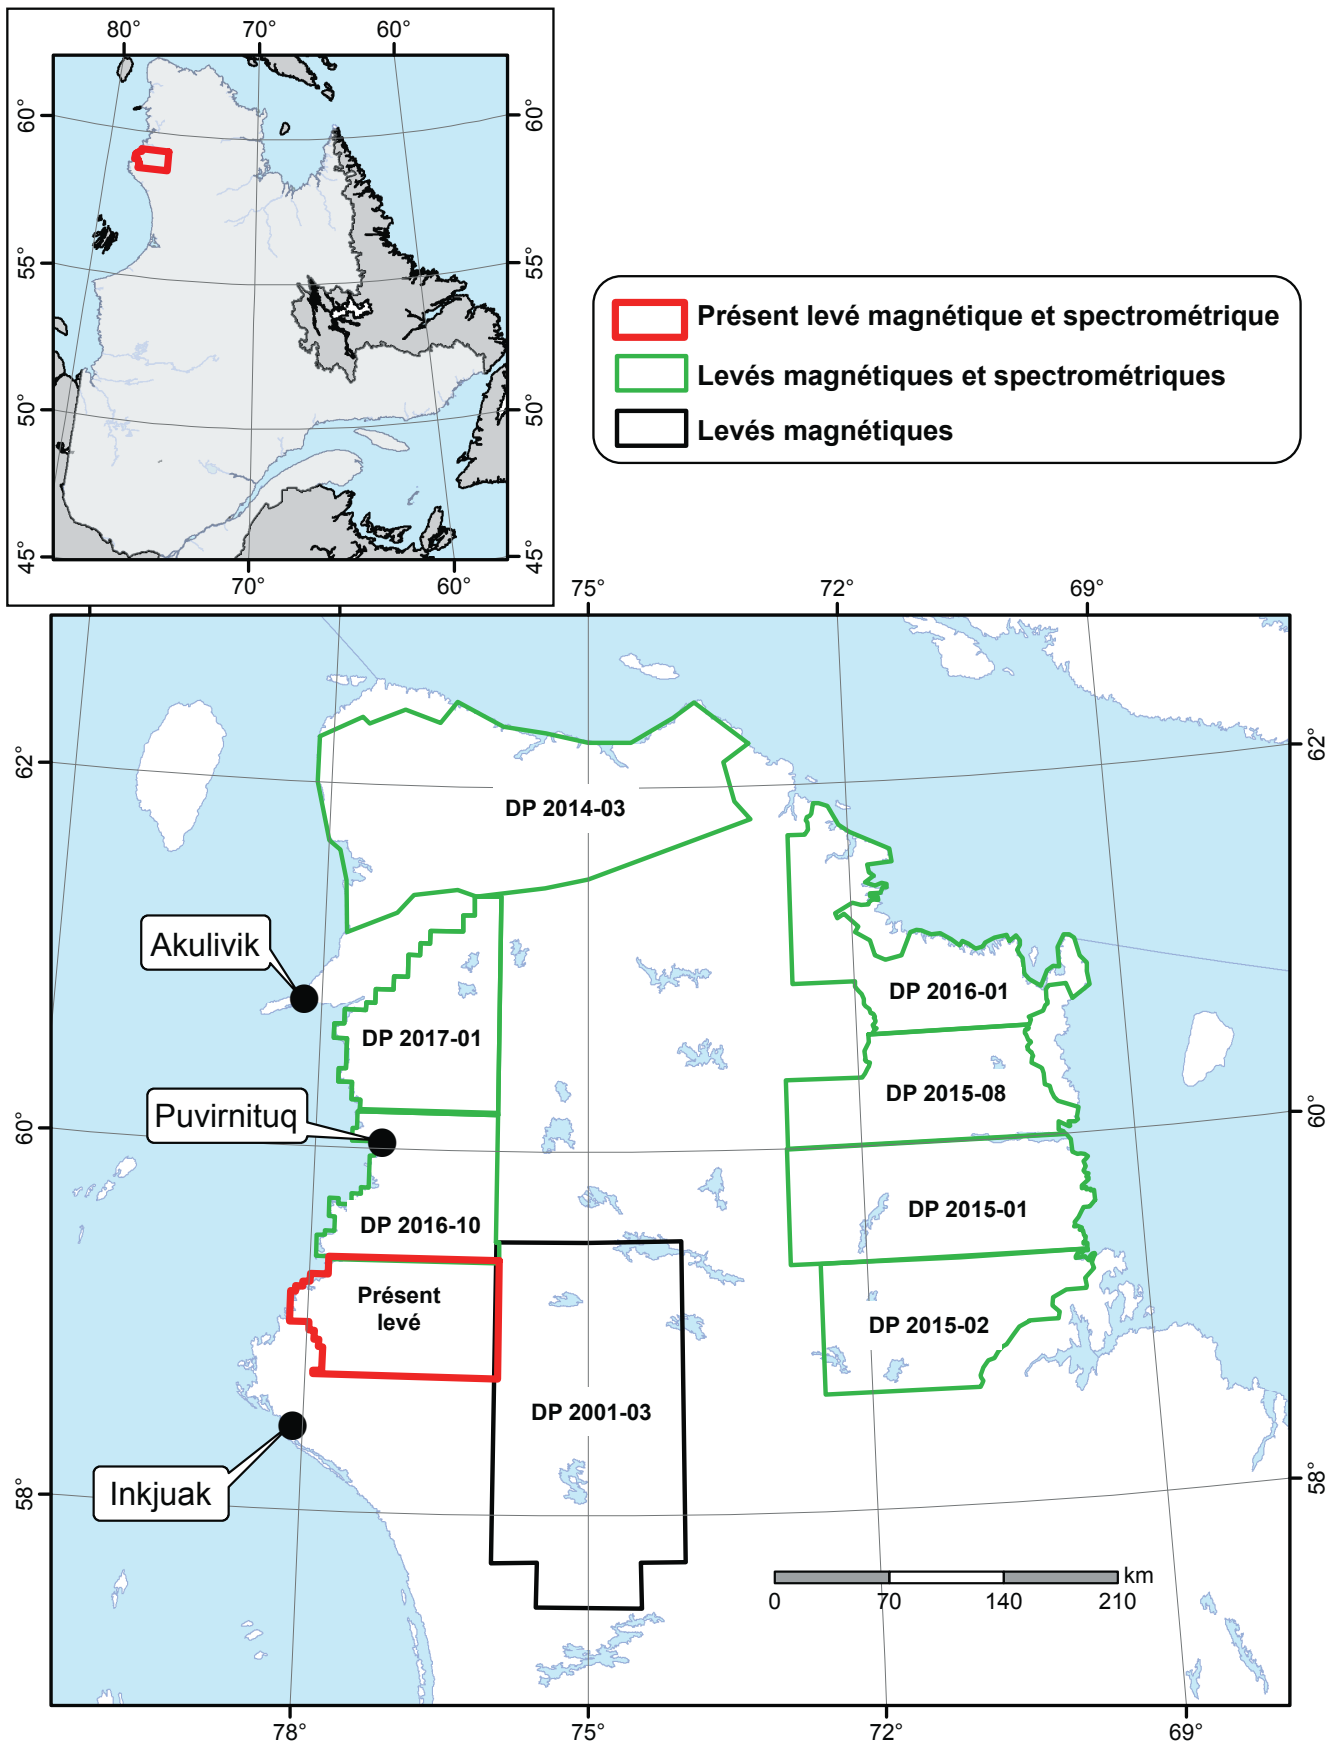 80° 70° 60°
60° 60°
55° 55°
50° 50°
45° 45°
70° 60°
Présent levé magnétique et spectrométrique
Levés magnétiques et spectrométriques
Levés magnétiques
75° 72° 69°
62° 62°
DP 2014-03
Akulivik
DP 2016-01
DP 2017-01
DP 2015-08
Puvirnituq
60° 60°
DP 2015-01
DP 2016-10
Présent
levé
DP 2015-02
DP 2001-03
Inkjuak
58° 58°
km
0 70 140 210
78° 75° 72° 69°